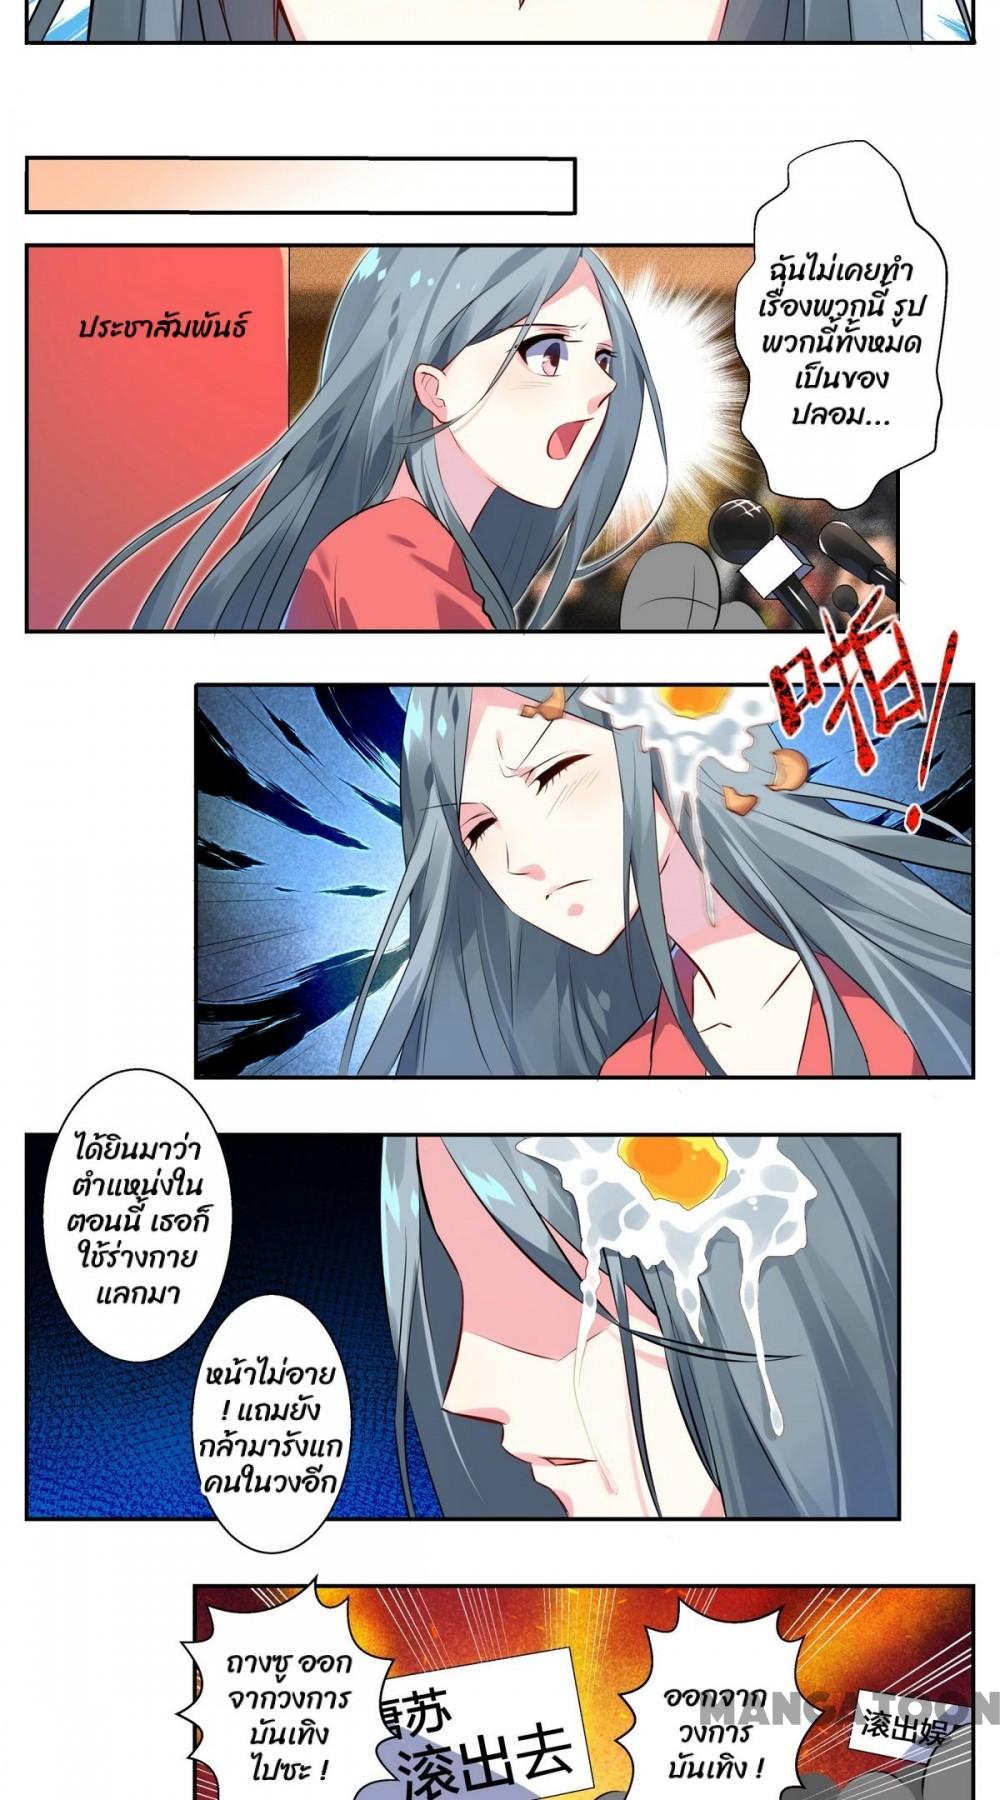 ฉันไม่เคยทำ
เรื่องพวกนี้ รูป
พวกนี้ทั้งหมด
เป็นของ
ปลอม...
ประชาสัมพันธ์
啪!
ได้ยินมาว่า
ตำแหน่งใน
ตอนนี้ เธอก็
ใช้ร่างกาย
แลกมา
หน้าไม่อาย
! แถมยัง
กล้ามารังแก
คนในวงอีก
ถางซู ออก
จากวงการ
บันเทิง
ไปซะ !
唐苏
滚出去
ออกจาก
วงการ
บันเทิง !
滚出娱
MANGATOON